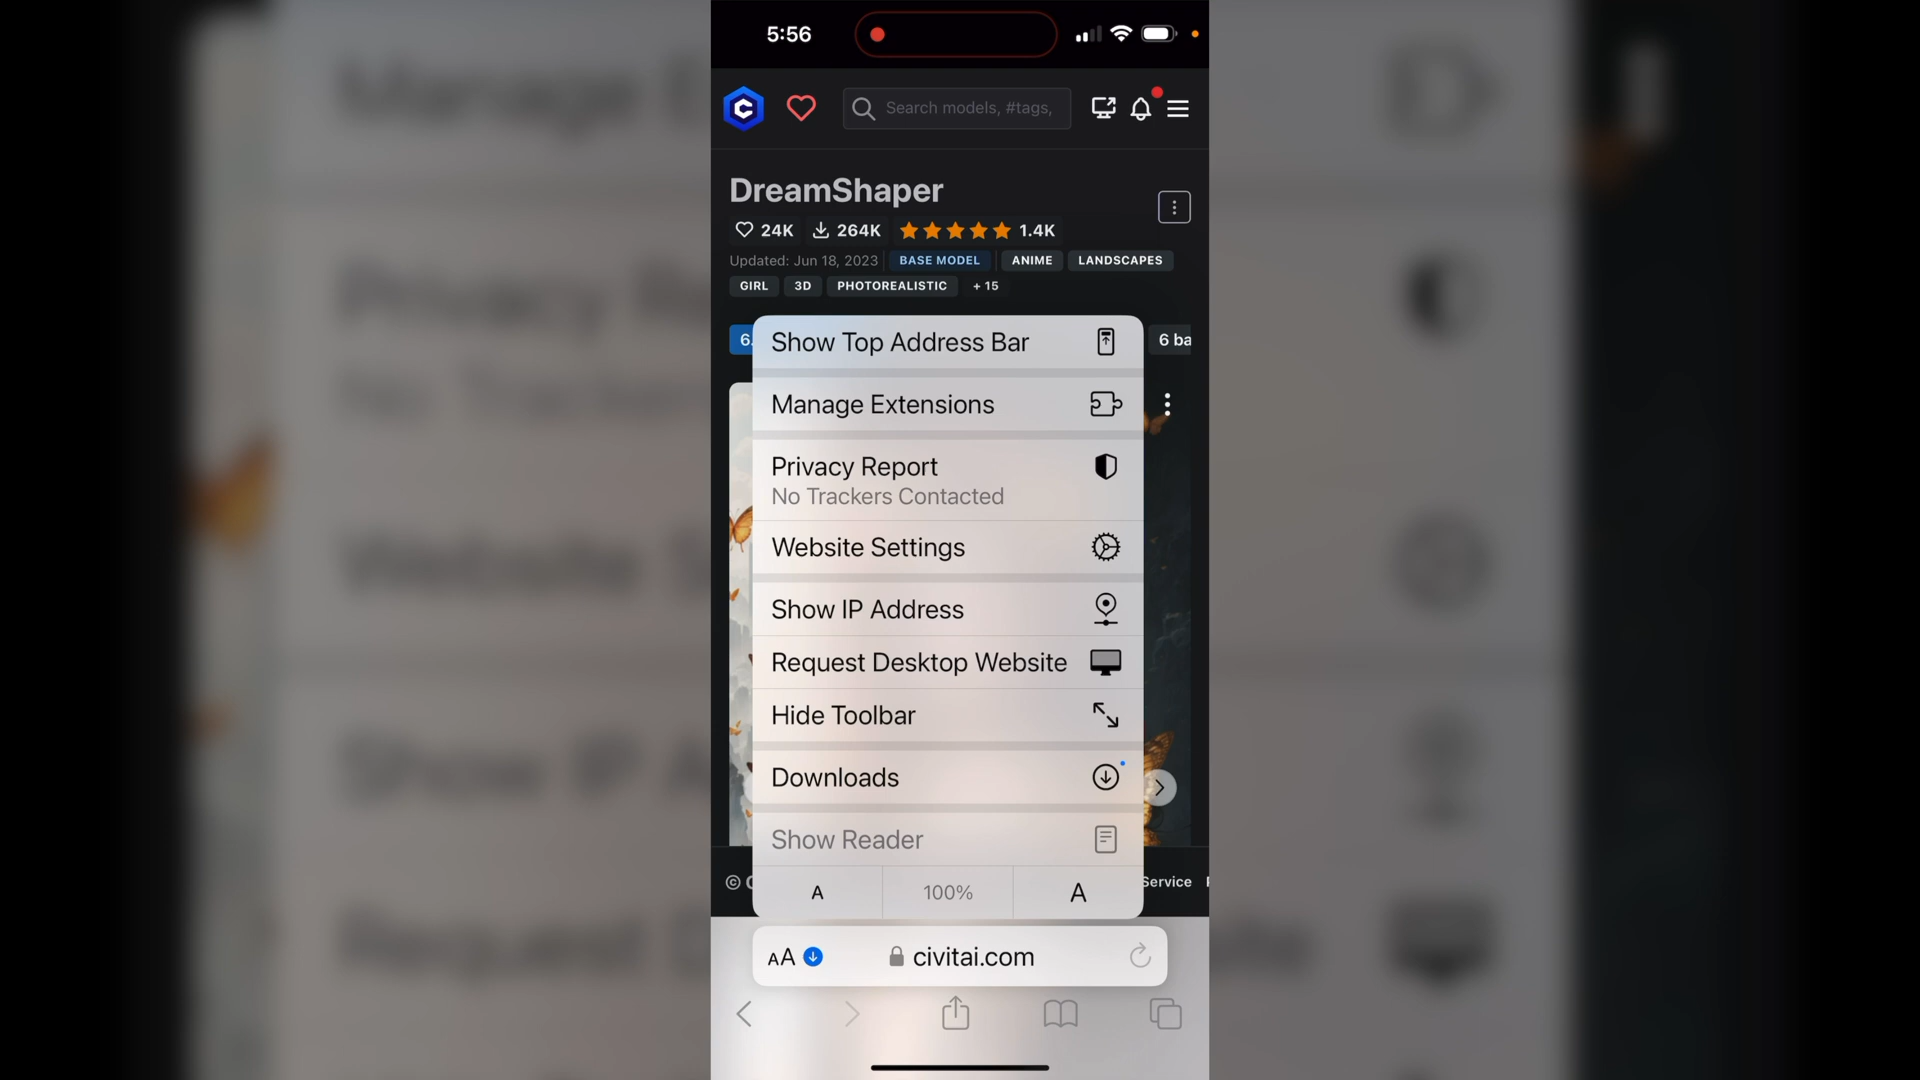 5:56
Search models, #tags,
DreamShaper
24K 264K 1.4K
Updated: Jun 18, 2023 BASE MODEL ANIME LANDSCAPES
GIRL 3D PHOTOREALISTIC + 15
6. 6 ba
Show Top Address Bar
Manage Extensions
Privacy Report
No Trackers Contacted
Website Settings
Show IP Address
Request Desktop Website
Hide Toolbar
Downloads
Show Reader
© Service
A 100% A
AA civitai.com